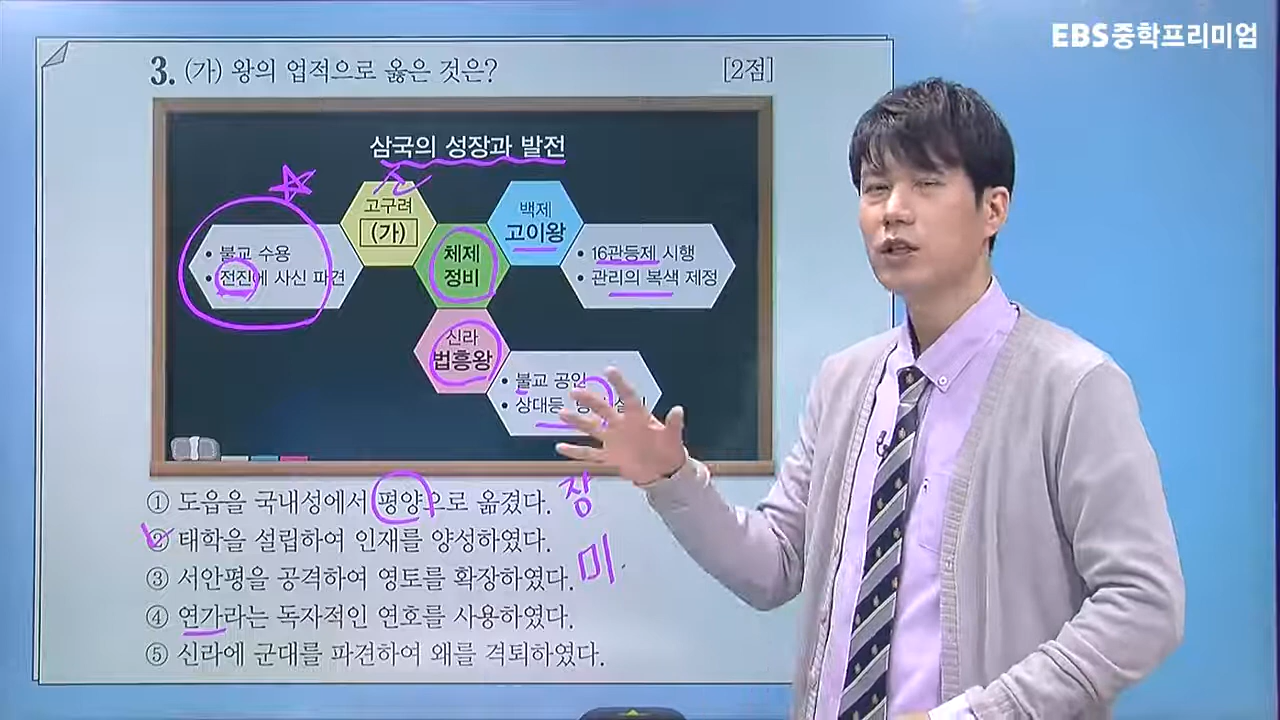 EBS중학프리미엄
3. (가) 왕의 업적으로 옳은 것은? [2점]
삼국의 성장과 발전
고구려
(가)
• 불교 수용
• 전진에 사신 파견
체제
정비
백제
고이왕
• 16관등제 시행
• 관리의 복색 제정
신라
법흥왕
• 불교 공인
• 상대등
① 도읍을 국내성에서 평양으로 옮겼다. 장
② 태학을 설립하여 인재를 양성하였다.
③ 서안평을 공격하여 영토를 확장하였다. 미
④ 연가라는 독자적인 연호를 사용하였다.
⑤ 신라에 군대를 파견하여 왜를 격퇴하였다.